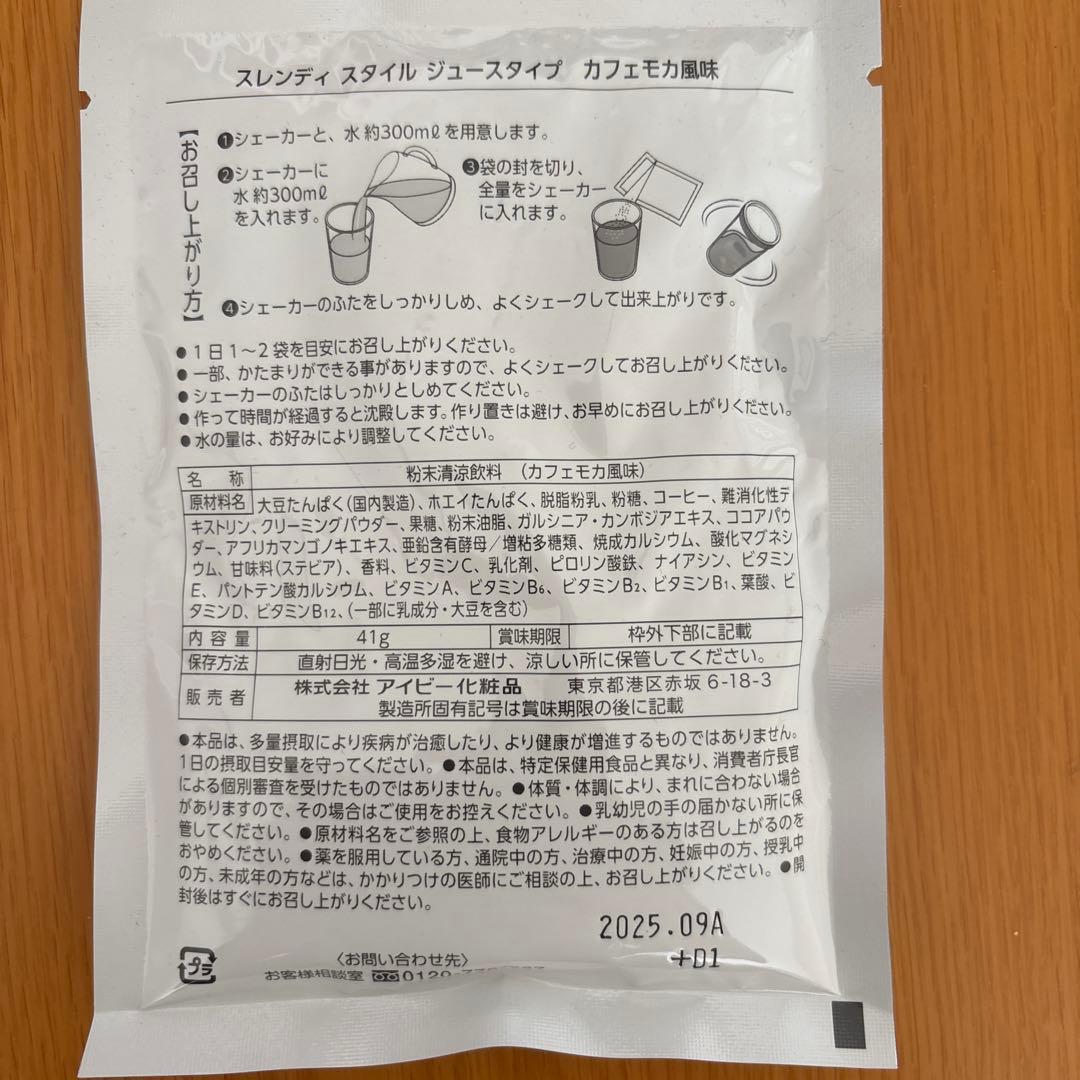 スレンディ スタイル ジュースタイプ　カフェモカ風味
【お召し上がり方】
❶シェーカーと、水 約300mℓを用意します。
❷シェーカーに
水 約300mℓ
を入れます。
❸袋の封を切り、
全量をシェーカー
に入れます。
❹シェーカーのふたをしっかりしめ、よくシェークして出来上がりです。
●1日1～2袋を目安にお召し上がりください。
●一部、かたまりができる事がありますので、よくシェークしてお召し上がりください。
●シェーカーのふたはしっかりとしめてください。
●作って時間が経過すると沈殿します。作り置きは避け、お早めにお召し上がりください。
●水の量は、お好みにより調整してください。
名　称　粉末清涼飲料　（カフェモカ風味）
原材料名　大豆たんぱく（国内製造）、ホエイたんぱく、脱脂粉乳、粉糖、コーヒー、難消化性デ
キストリン、クリーミングパウダー、果糖、粉末油脂、ガルシニア・カンボジアエキス、ココアパウ
ダー、アフリカマンゴノキエキス、亜鉛含有酵母／増粘多糖類、焼成カルシウム、酸化マグネシ
ウム、甘味料（ステビア）、香料、ビタミンC、乳化剤、ピロリン酸鉄、ナイアシン、ビタミン
E、パントテン酸カルシウム、ビタミンA、ビタミンB6、ビタミンB2、ビタミンB1、葉酸、ビ
タミンD、ビタミンB12、（一部に乳成分・大豆を含む）
内容量　41g　賞味期限　枠外下部に記載
保存方法　直射日光・高温多湿を避け、涼しい所に保管してください。
販売者　株式会社 アイビー化粧品　東京都港区赤坂 6-18-3
製造所固有記号は賞味期限の後に記載
●本品は、多量摂取により疾病が治癒したり、より健康が増進するものではありません。
1日の摂取目安量を守ってください。●本品は、特定保健用食品と異なり、消費者庁長官
による個別審査を受けたものではありません。●体質・体調により、まれに合わない場合
がありますので、その場合はご使用をお控えください。●乳幼児の手の届かない所に保
管してください。●原材料名をご参照の上、食物アレルギーのある方は召し上がるのを
おやめください。●薬を服用している方、通院中の方、治療中の方、妊娠中の方、授乳中
の方、未成年の方などは、かかりつけの医師にご相談の上、お召し上がりください。●開
封後はすぐにお召し上がりください。
2025.09A
+D1
プラ
〈お問い合わせ先〉
お客様相談室 0120-